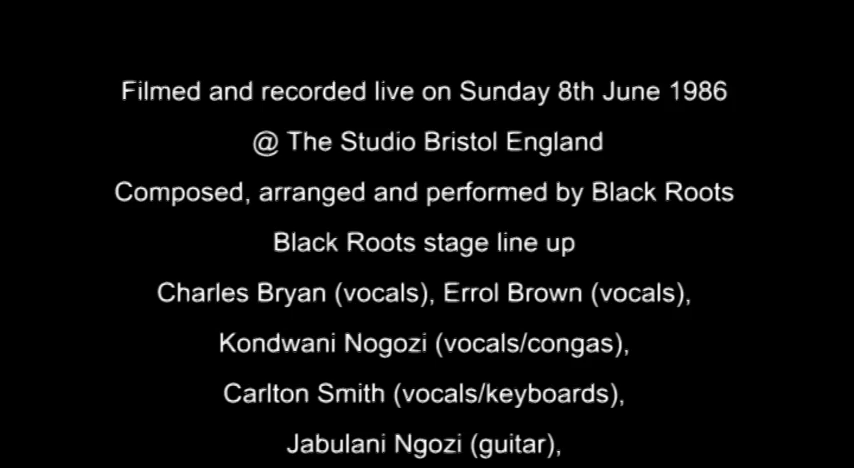 Filmed and recorded live on Sunday 8th June 1986
@ The Studio Bristol England
Composed, arranged and performed by Black Roots
Black Roots stage line up
Charles Bryan (vocals), Errol Brown (vocals),
Kondwani Nogozi (vocals/congas),
Carlton Smith (vocals/keyboards),
Jabulani Ngozi (guitar),